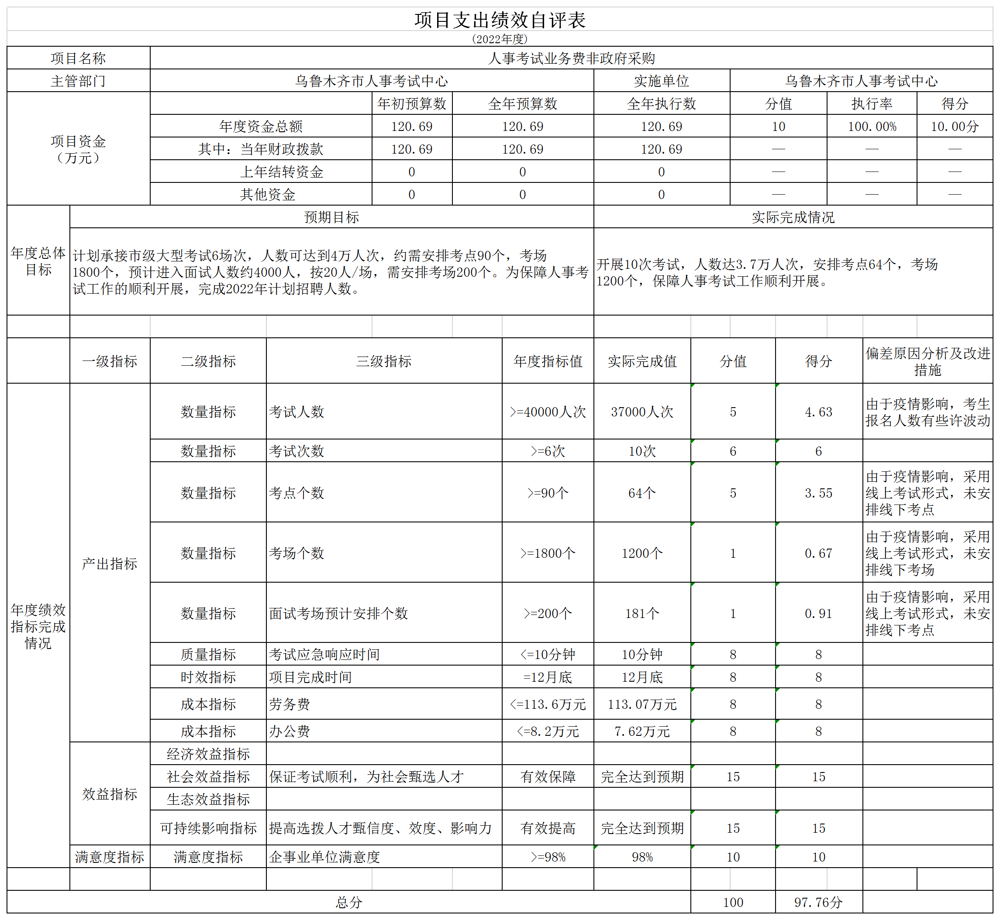 项目支出绩效自评表
(2022年度)
项目名称 人事考试业务费非政府采购
主管部门 乌鲁木齐市人事考试中心 实施单位 乌鲁木齐市人事考试中心
项目资金
（万元）
年初预算数 全年预算数 全年执行数 分值 执行率 得分
年度资金总额 120.69 120.69 120.69 10 100.00% 10.00分
其中：当年财政拨款 120.69 120.69 120.69 — — —
上年结转资金 0 0 0 — — —
其他资金 0 0 0 — — —
年度总体
目标
预期目标 实际完成情况
计划承接市级大型考试6场次，人数可达到4万人次，约需安排考点90个，考场
1800个，预计进入面试人数约4000人，按20人/场，需安排考场200个。为保障人事考
试工作的顺利开展，完成2022年计划招聘人数。
开展10次考试，人数达3.7万人次，安排考点64个，考场
1200个，保障人事考试工作顺利开展。
一级指标 二级指标 三级指标 年度指标值 实际完成值 分值 得分 偏差原因分析及改进
措施
年度绩效
指标完成
情况
产出指标
数量指标 考试人数 >=40000人次 37000人次 5 4.63 由于疫情影响，考生
报名人数有些许波动
数量指标 考试次数 >=6次 10次 6 6
数量指标 考点个数 >=90个 64个 5 3.55 由于疫情影响，采用
线上考试形式，未安
排线下考点
数量指标 考场个数 >=1800个 1200个 1 0.67 由于疫情影响，采用
线上考试形式，未安
排线下考场
数量指标 面试考场预计安排个数 >=200个 181个 1 0.91 由于疫情影响，采用
线上考试形式，未安
排线下考点
质量指标 考试应急响应时间 <=10分钟 10分钟 8 8
时效指标 项目完成时间 =12月底 12月底 8 8
成本指标 劳务费 <=113.6万元 113.07万元 8 8
成本指标 办公费 <=8.2万元 7.62万元 8 8
效益指标
经济效益指标
社会效益指标 保证考试顺利，为社会甄选人才 有效保障 完全达到预期 15 15
生态效益指标
可持续影响指标 提高选拨人才甄信度、效度、影响力 有效提高 完全达到预期 15 15
满意度指标 满意度指标 企事业单位满意度 >=98% 98% 10 10
总分 100 97.76分